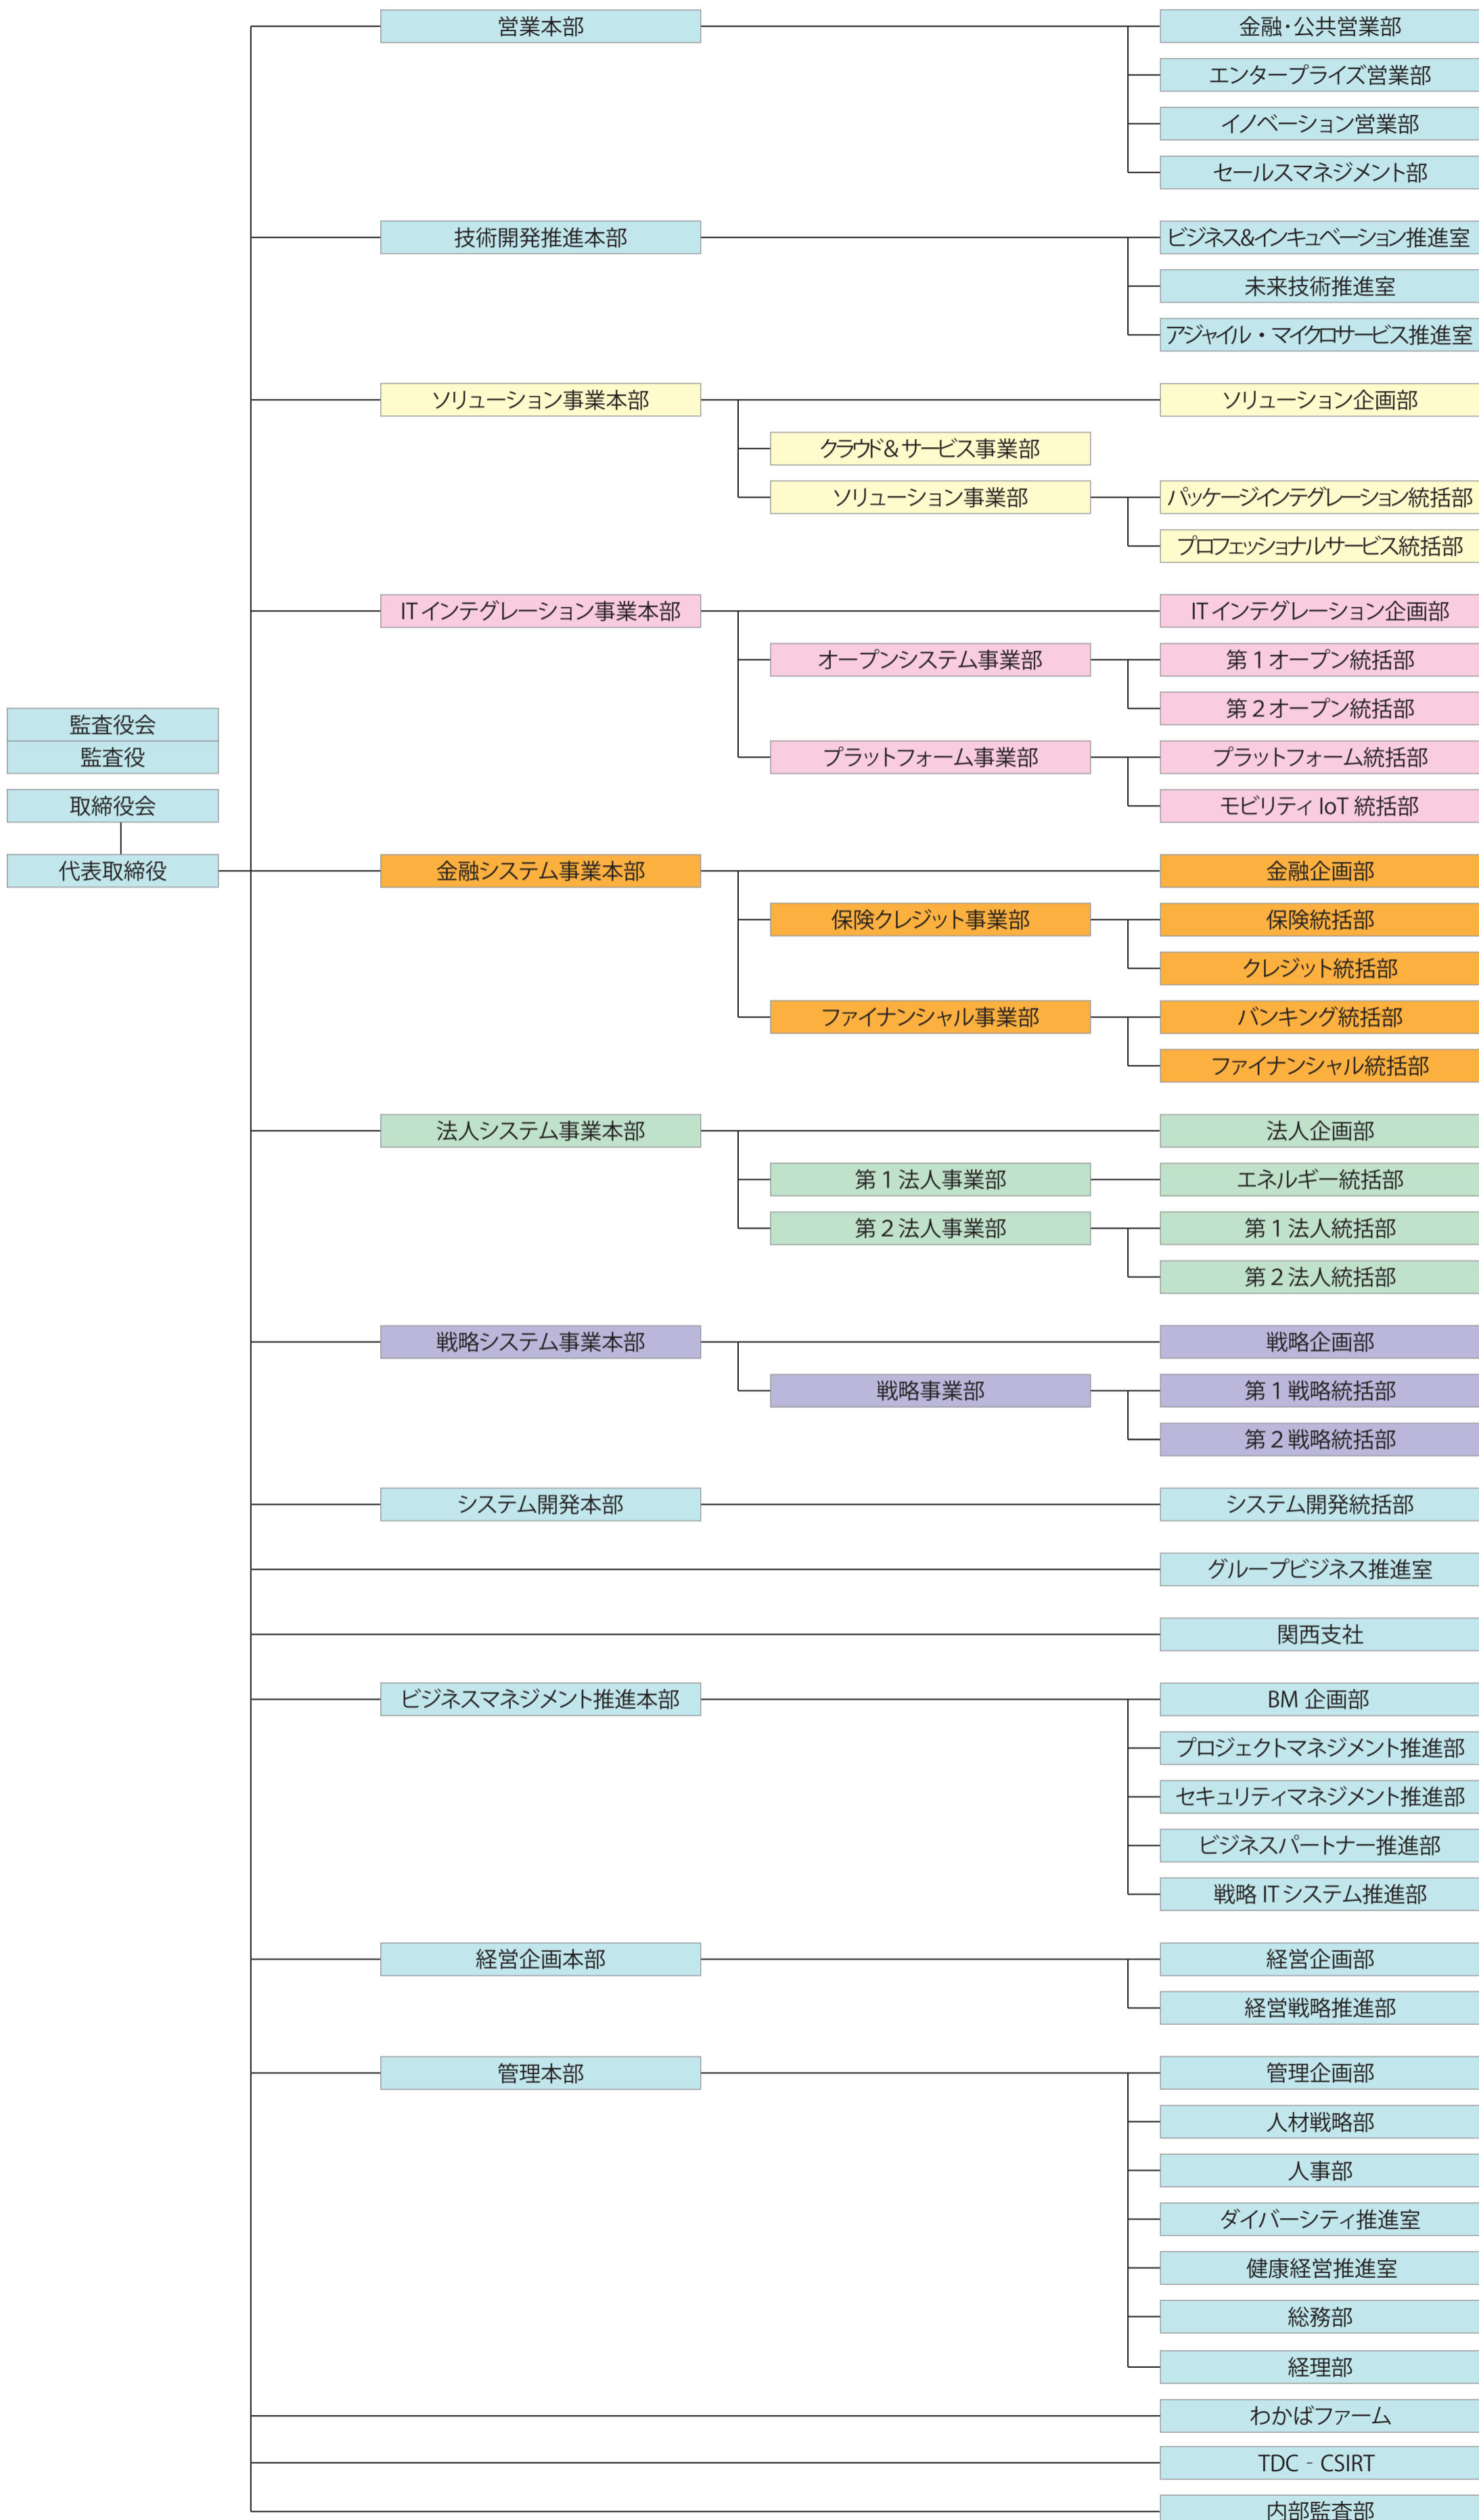 監査役会
監査役
取締役会
代表取締役
営業本部
金融・公共営業部
エンタープライズ営業部
イノベーション営業部
セールスマネジメント部
技術開発推進本部
ビジネス&インキュベーション推進室
未来技術推進室
アジャイル・マイクロサービス推進室
ソリューション事業本部
ソリューション企画部
クラウド&サービス事業部
ソリューション事業部
パッケージインテグレーション統括部
プロフェッショナルサービス統括部
ITインテグレーション事業本部
ITインテグレーション企画部
オープンシステム事業部
第1オープン統括部
第2オープン統括部
プラットフォーム事業部
プラットフォーム統括部
モビリティIoT統括部
金融システム事業本部
金融企画部
保険クレジット事業部
保険統括部
クレジット統括部
ファイナンシャル事業部
バンキング統括部
ファイナンシャル統括部
法人システム事業本部
法人企画部
第1法人事業部
エネルギー統括部
第2法人事業部
第1法人統括部
第2法人統括部
戦略システム事業本部
戦略企画部
戦略事業部
第1戦略統括部
第2戦略統括部
システム開発本部
システム開発統括部
グループビジネス推進室
関西支社
ビジネスマネジメント推進本部
BM企画部
プロジェクトマネジメント推進部
セキュリティマネジメント推進部
ビジネスパートナー推進部
戦略ITシステム推進部
経営企画本部
経営企画部
経営戦略推進部
管理本部
管理企画部
人材戦略部
人事部
ダイバーシティ推進室
健康経営推進室
総務部
経理部
わかばファーム
TDC‐CSIRT
内部監査部